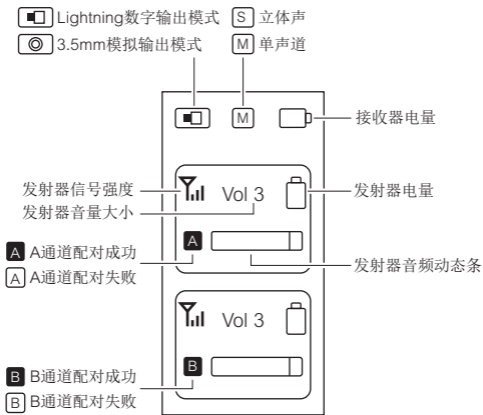 Lightning数字输出模式 S 立体声
3.5mm模拟输出模式 M 单声道
M
接收器电量
发射器信号强度
Vol 3
发射器电量
发射器音量大小
A
A A通道配对成功
A A通道配对失败
发射器音频动态条
Vol 3
B
B B通道配对成功
B B通道配对失败